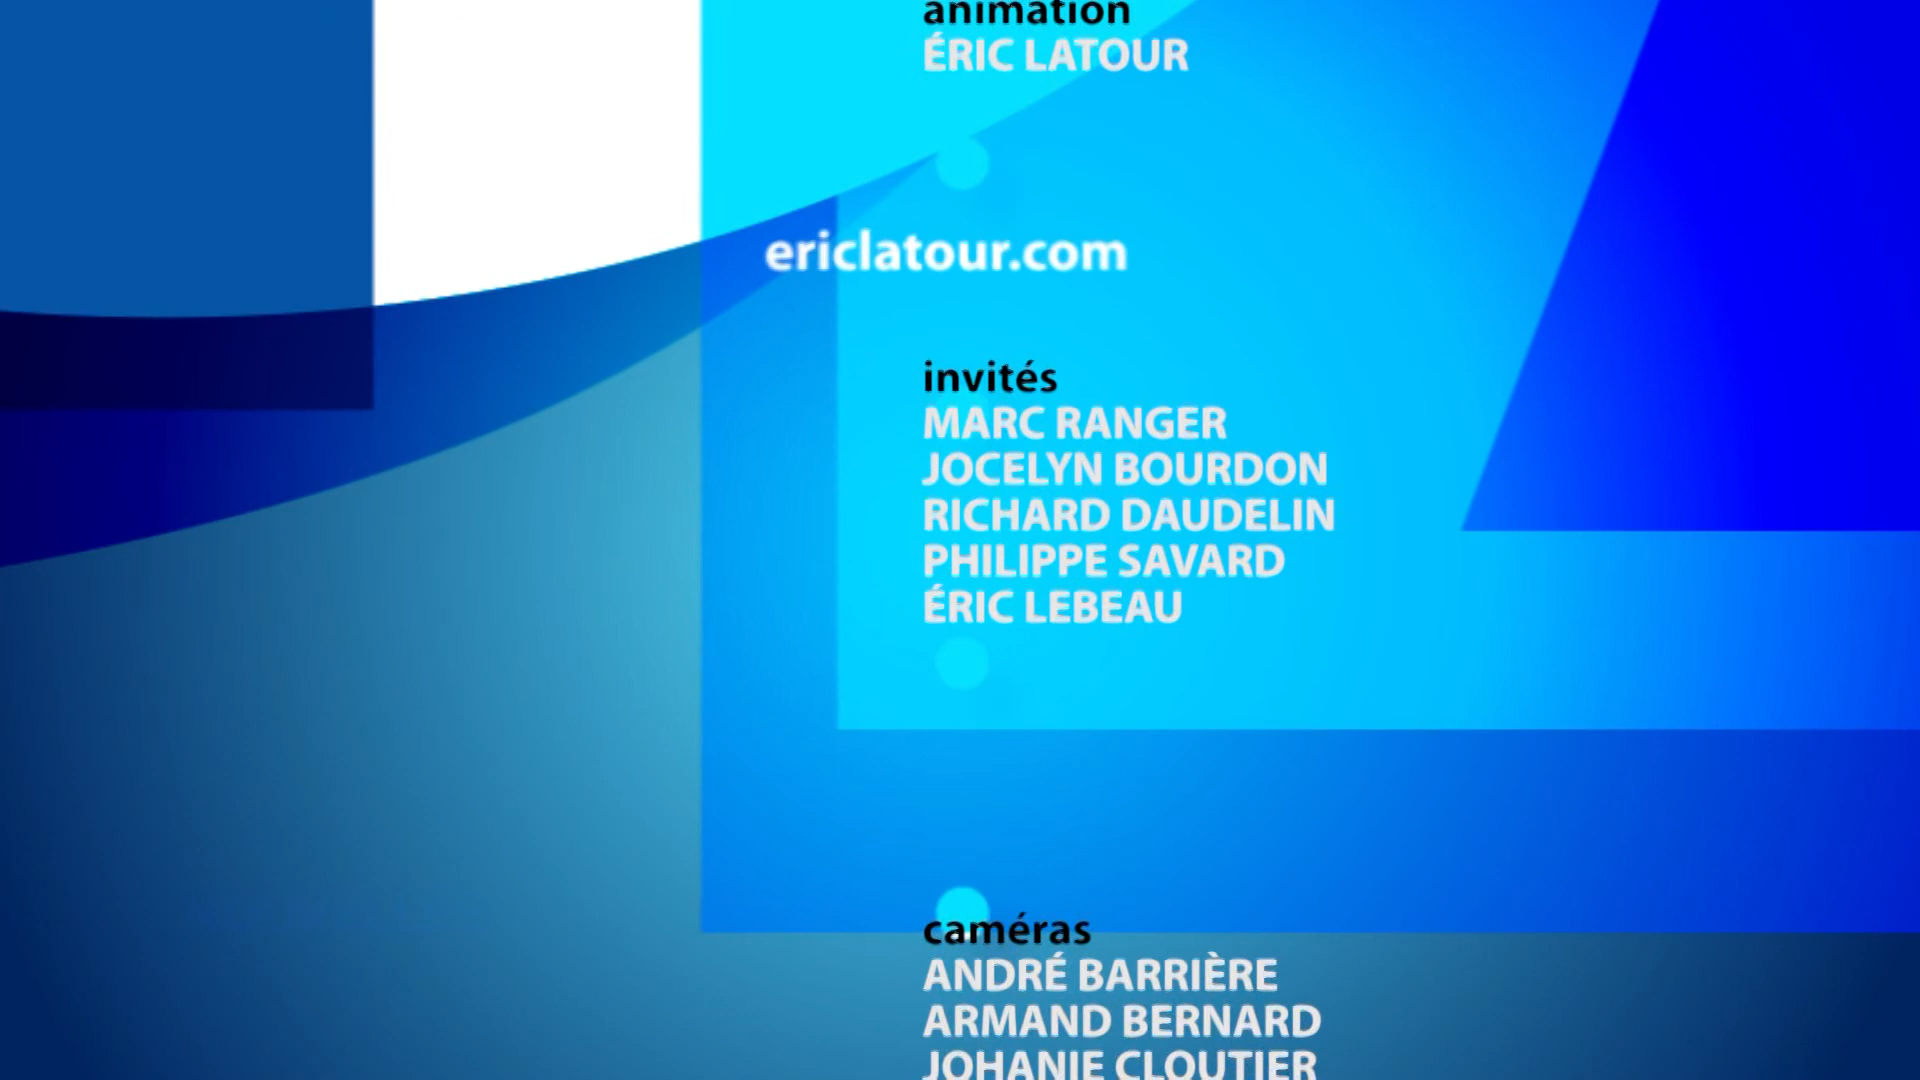 animation
ÉRIC LATOUR
ericlatour.com
invités
MARC RANGER
JOCELYN BOURDON
RICHARD DAUDELIN
PHILIPPE SAVARD
ÉRIC LEBEAU
caméras
ANDRÉ BARRIÈRE
ARMAND BERNARD
JOHANIE CLOUTIER